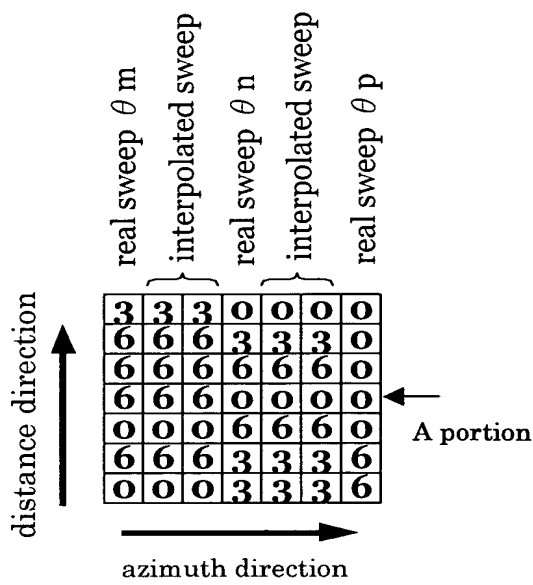 real sweep θ m
interpolated sweep
real sweep θ n
interpolated sweep
real sweep θ p
distance direction
3 3 3 0 0 0 0
6 6 6 3 3 3 0
6 6 6 6 6 6 0
6 6 6 0 0 0 0
0 0 0 6 6 6 0
6 6 6 3 3 3 6
0 0 0 3 3 3 6
A portion
azimuth direction